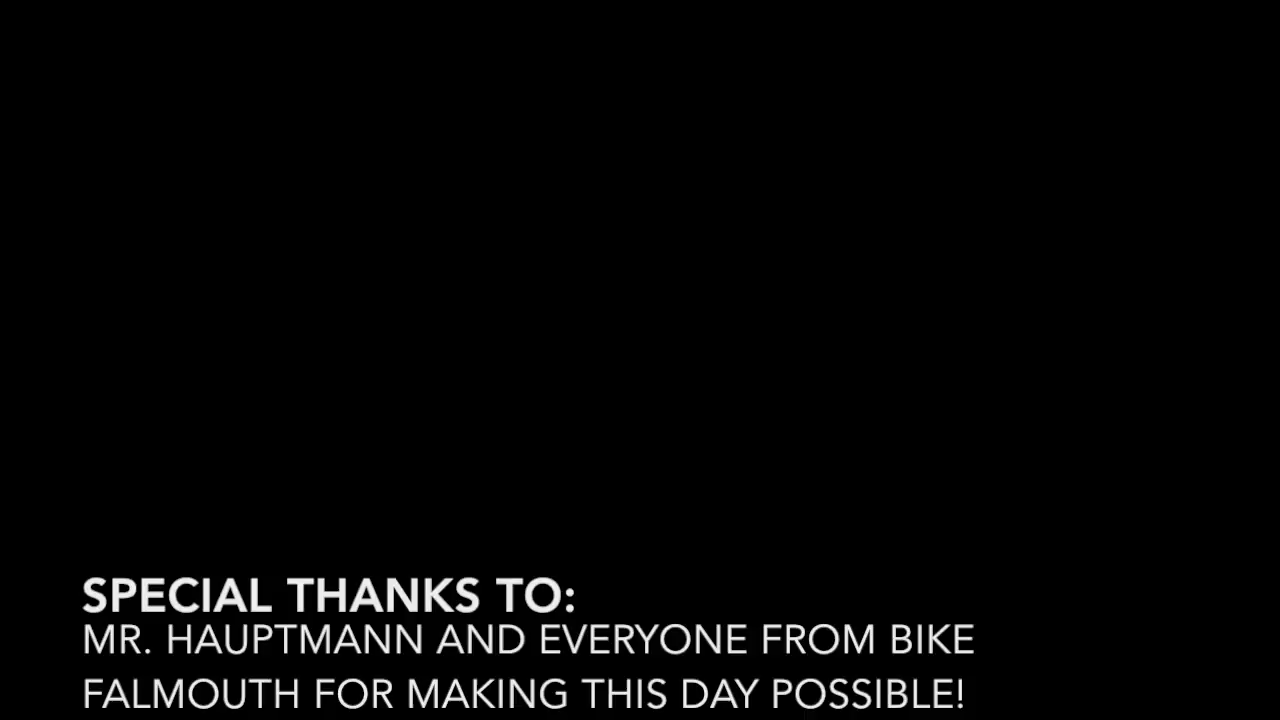 SPECIAL THANKS TO:
MR. HAUPTMANN AND EVERYONE FROM BIKE
FALMOUTH FOR MAKING THIS DAY POSSIBLE!